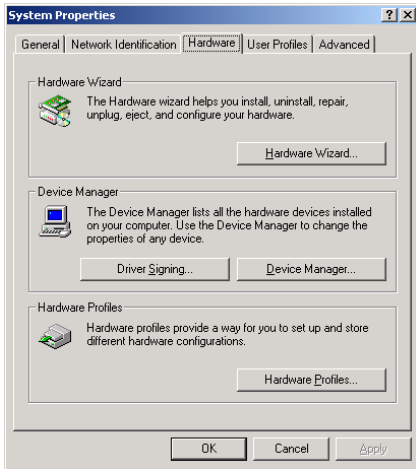 System Properties
General Network Identification Hardware User Profiles Advanced
Hardware Wizard
The Hardware wizard helps you install, uninstall, repair,
unplug, eject, and configure your hardware.
Hardware Wizard...
Device Manager
The Device Manager lists all the hardware devices installed
on your computer. Use the Device Manager to change the
properties of any device.
Driver Signing... Device Manager...
Hardware Profiles
Hardware profiles provide a way for you to set up and store
different hardware configurations.
Hardware Profiles...
OK Cancel Apply